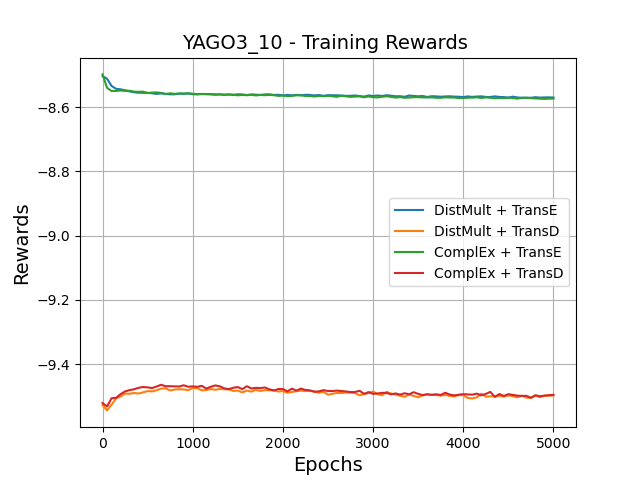 YAGO3_10 - Training Rewards
Rewards
−8.6
−8.8
−9.0
−9.2
−9.4
DistMult + TransE
DistMult + TransD
ComplEx + TransE
ComplEx + TransD
0 1000 2000 3000 4000 5000
Epochs